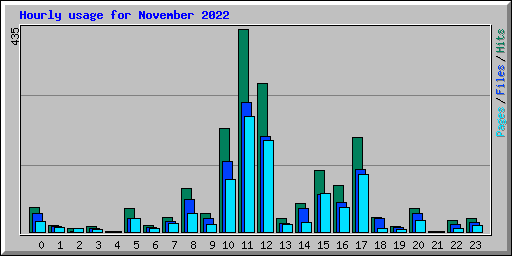 Hourly usage for November 2022
435
Pages / Files / Hits
0 1 2 3 4 5 6 7 8 9 10 11 12 13 14 15 16 17 18 19 20 21 22 23